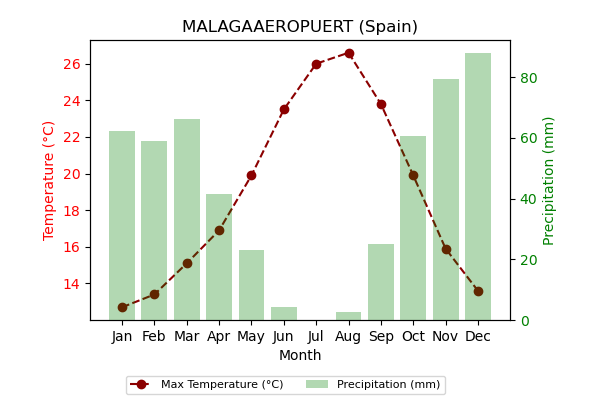 MALAGAAEROPUERT (Spain)
26
24
22
20
18
16
14
Temperature (°C)
80
60
40
20
0
Precipitation (mm)
Jan Feb Mar Apr May Jun Jul Aug Sep Oct Nov Dec
Month
Max Temperature (°C) Precipitation (mm)